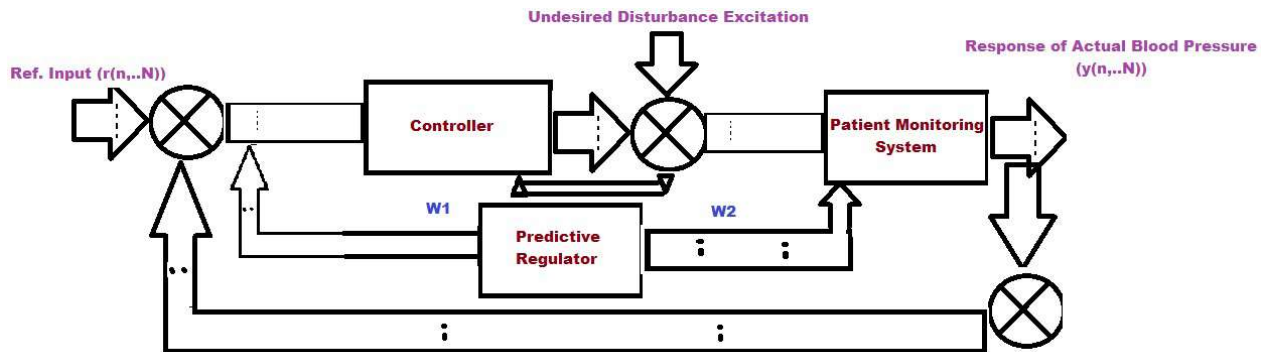 Undesired Disturbance Excitation
Response of Actual Blood Pressure
(y(n,..N))
Ref. Input (r(n,..N))
Controller
Patient Monitoring
System
W1
W2
Predictive
Regulator